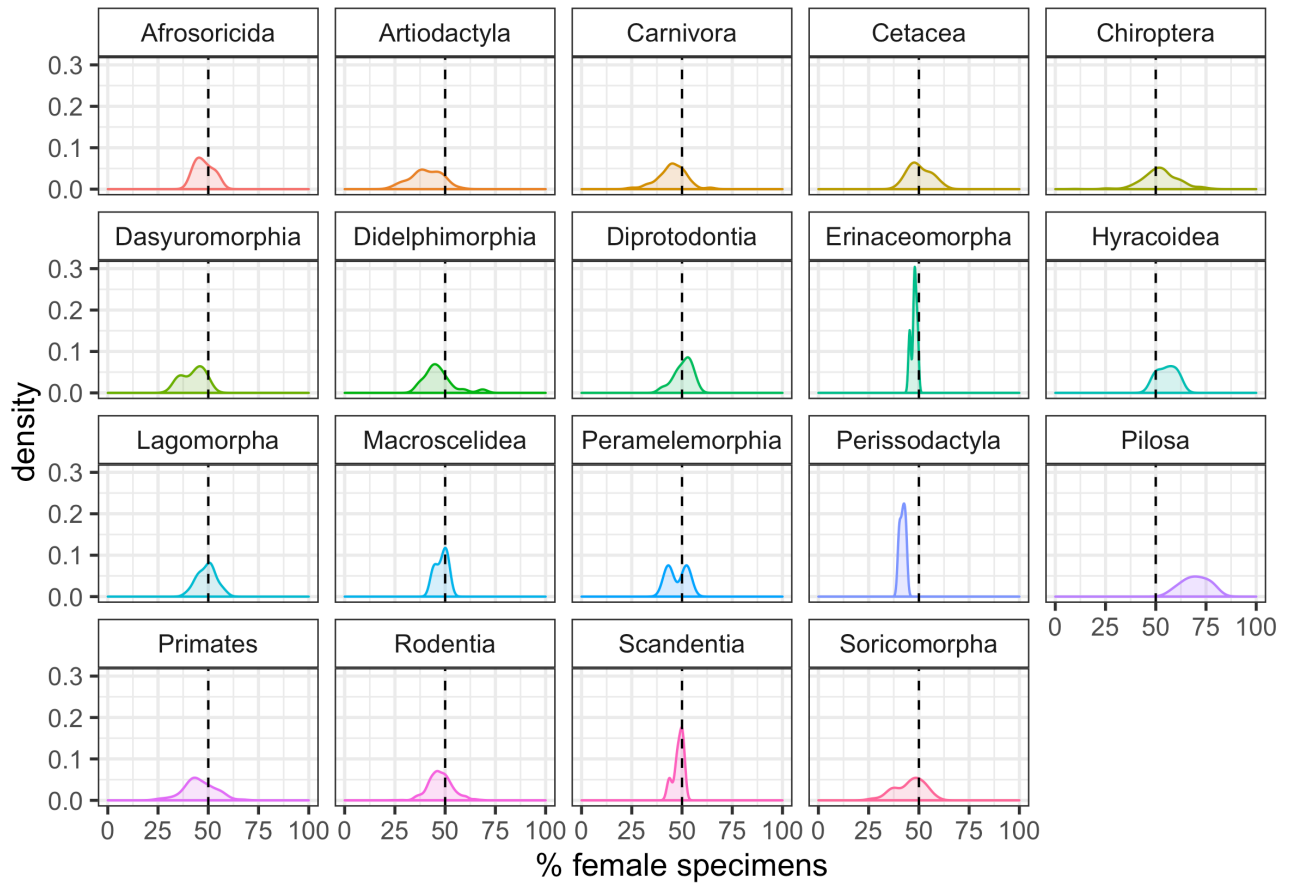 Afrosoricida Artiodactyla Carnivora Cetacea Chiroptera
0.3
0.2
0.1
0.0
Dasyuromorphia Didelphimorphia Diprotodontia Erinaceomorpha Hyracoidea
0.3
0.2
0.1
0.0
density
Lagomorpha Macroscelidea Peramelemorphia Perissodactyla Pilosa
0.3
0.2
0.1
0.0
0 25 50 75 100
Primates Rodentia Scandentia Soricomorpha
0.3
0.2
0.1
0.0
0 25 50 75 100 0 25 50 75 100 0 25 50 75 100 0 25 50 75 100
% female specimens